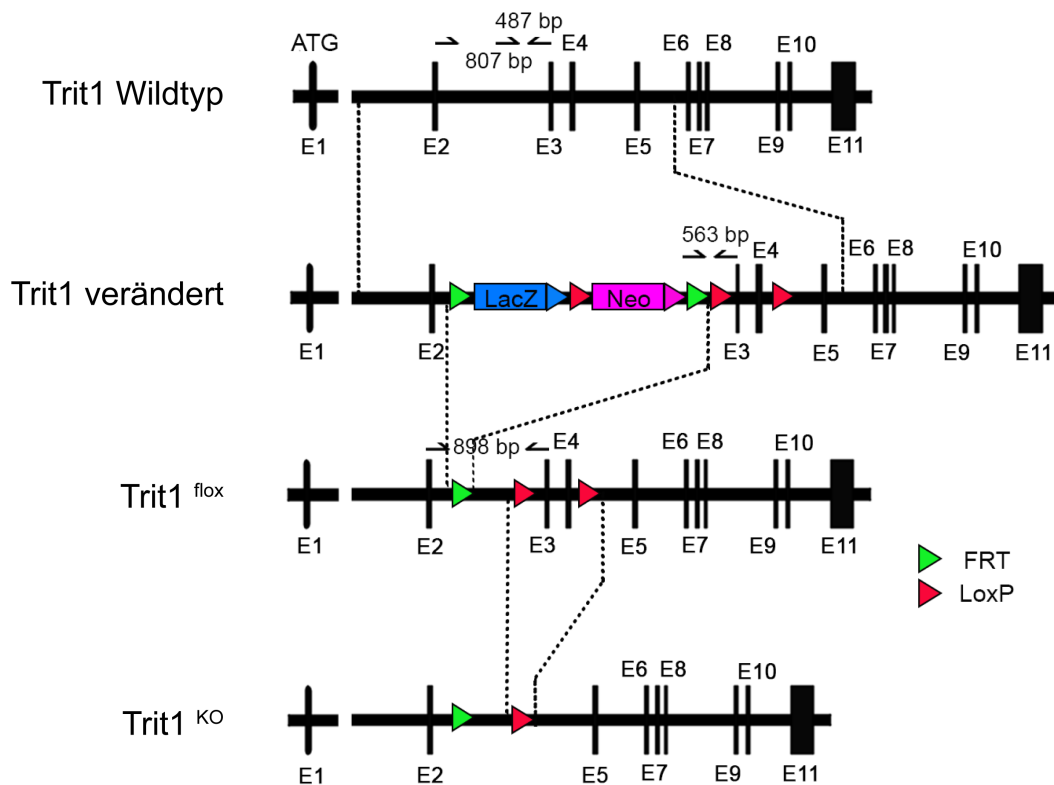 487 bp
ATG E4 E6 E8 E10
807 bp
Trit1 Wildtyp
E1 E2 E3 E5 E7 E9 E11
563 bp
E4 E6 E8 E10
Trit1 verändert LacZ Neo
E1 E2 E3 E5 E7 E9 E11
898 bp E4 E6 E8 E10
Trit1 flox
E1 E2 E3 E5 E7 E9 E11
FRT
LoxP
E6 E8 E10
Trit1 KO
E1 E2 E5 E7 E9 E11